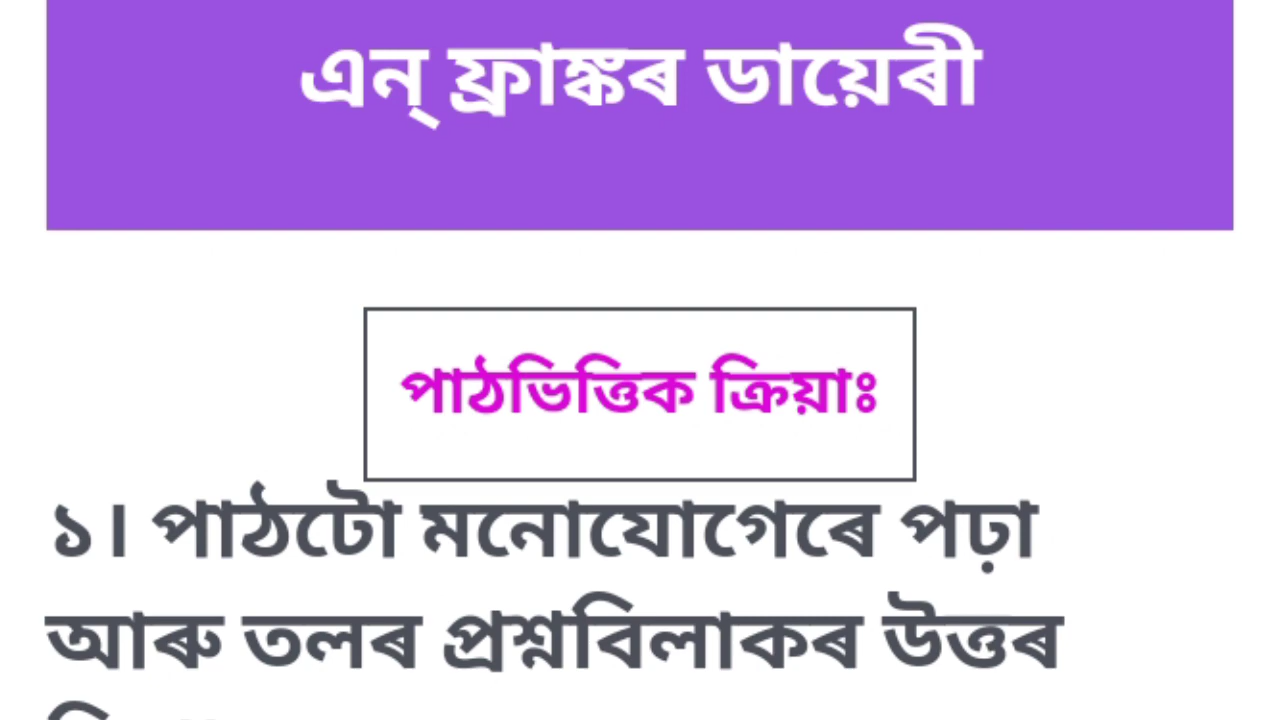 এন্ ফ্ৰাঙ্কৰ ডায়েৰী
পাঠভিত্তিক ক্ৰিয়াঃ
১। পাঠটো মনোযোগেৰে পঢ়া
আৰু তলৰ প্ৰশ্নবিলাকৰ উত্তৰ